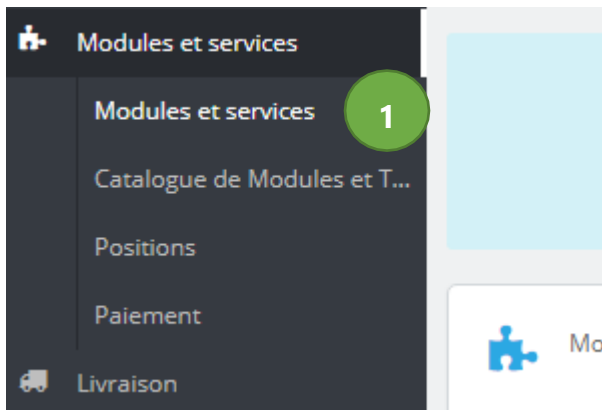 Modules et services
Modules et services
1
Catalogue de Modules et T...
Positions
Paiement
Livraison
Mo